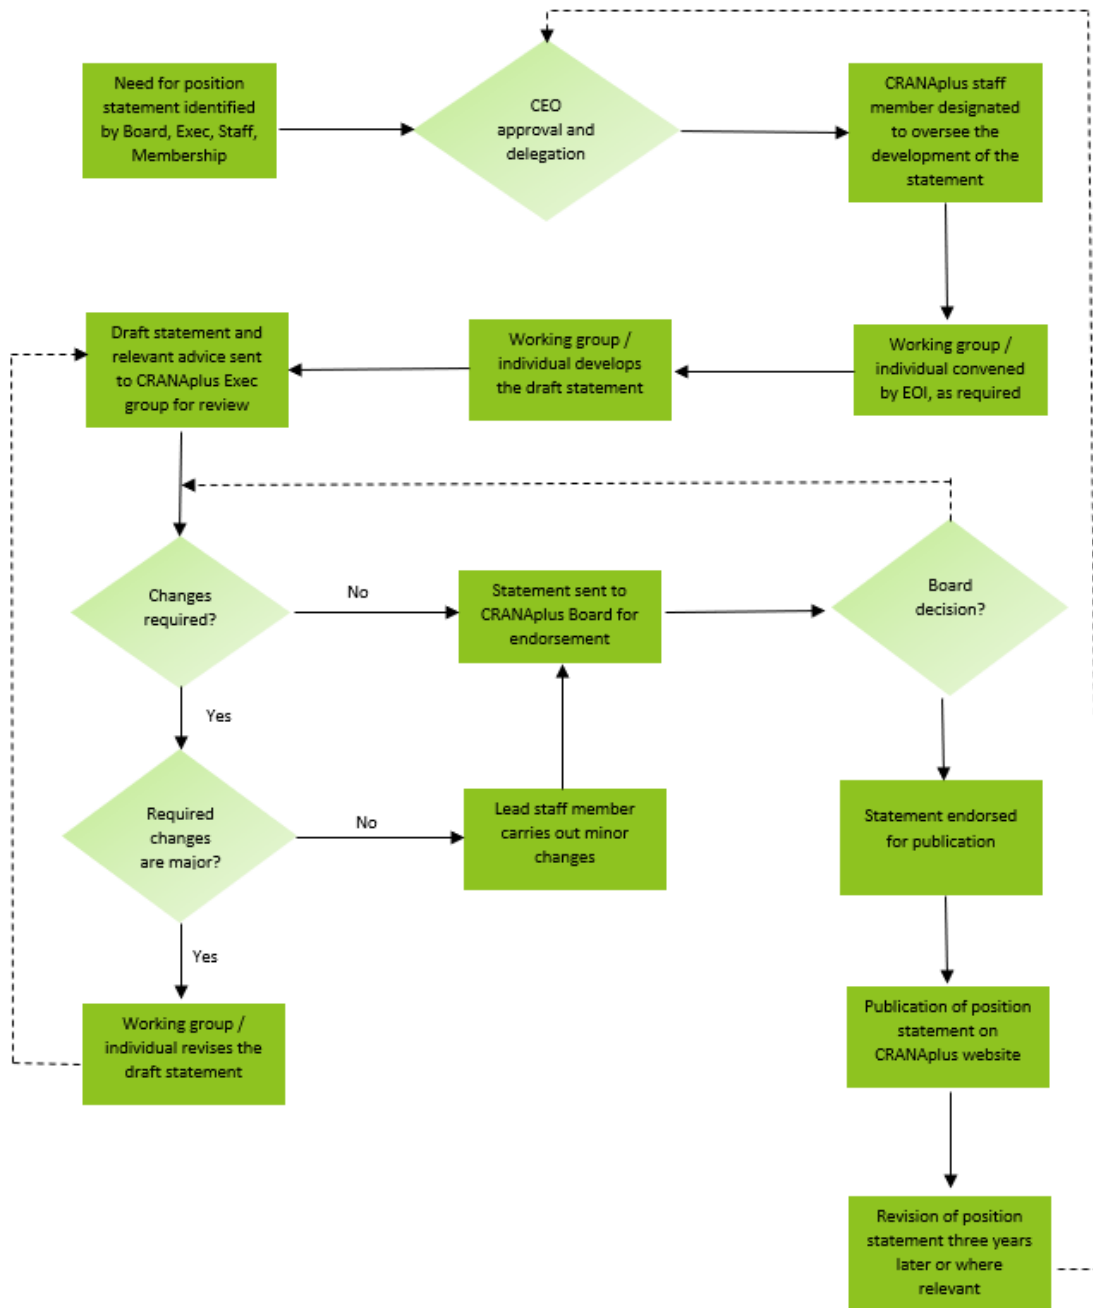 Need for position
statement identified
by Board, Exec, Staff,
Membership
CEO
approval and
delegation
CRANAplus staff
member designated
to oversee the
development of the
statement
Draft statement and
relevant advice sent
to CRANAplus Exec
group for review
Working group /
individual develops
the draft statement
Working group /
individual convened
by EOI, as required
Changes
required?
No
Statement sent to
CRANAplus Board for
endorsement
Board
decision?
Yes
Required
changes
are major?
No
Lead staff member
carries out minor
changes
Statement endorsed
for publication
Yes
Working group /
individual revises the
draft statement
Publication of position
statement on
CRANAplus website
Revision of position
statement three years
later or where
relevant